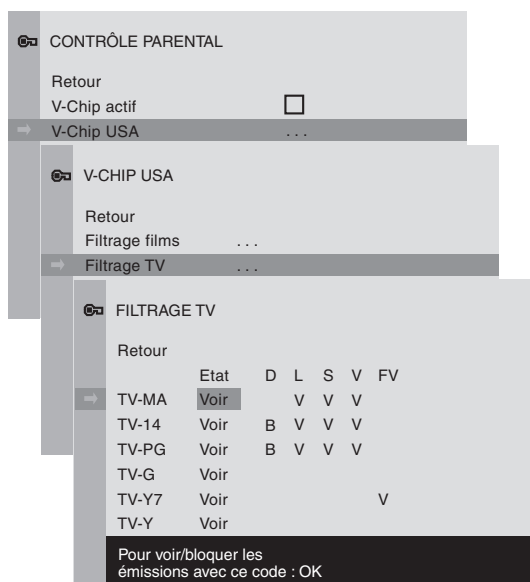 CONTRÔLE PARENTAL
Retour
V-Chip actif
V-Chip USA ...
V-CHIP USA
Retour
Filtrage films ...
Filtrage TV ...
FILTRAGE TV
Retour
Etat D L S V FV
TV-MA Voir V V V
TV-14 Voir B V V V
TV-PG Voir B V V V
TV-G Voir
TV-Y7 Voir V
TV-Y Voir
Pour voir/bloquer les
émissions avec ce code : OK